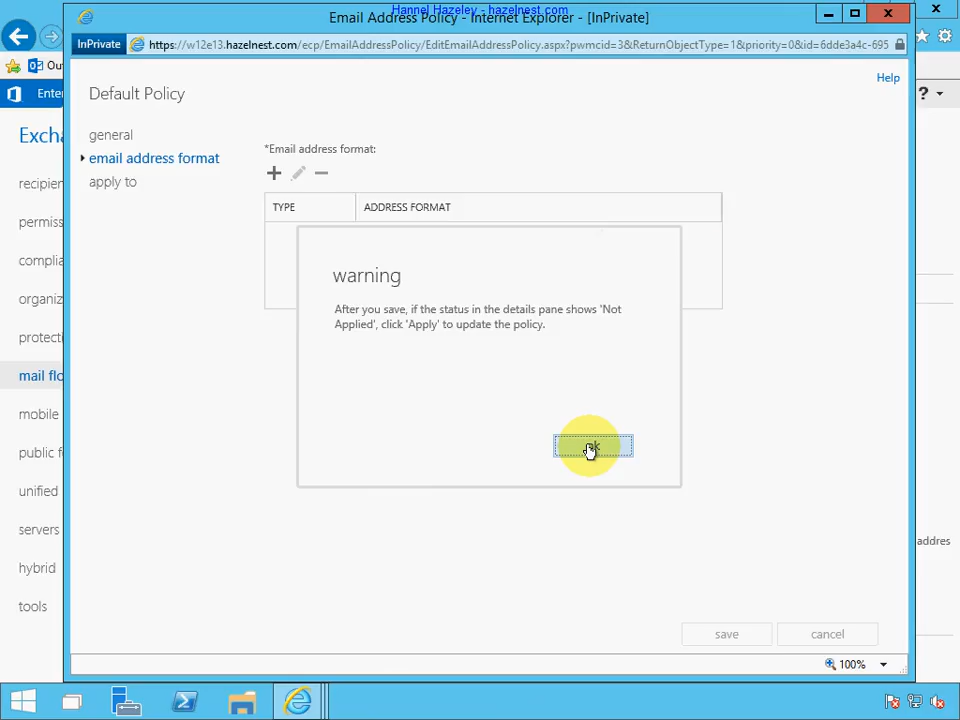 Hannel Hazeley - hazelnest.com
Email Address Policy - Internet Explorer - [InPrivate]
InPrivate https://w12e13.hazelnest.com/ecp/EmailAddressPolicy/EditEmailAddressPolicy.aspx?pwmcid=3&ReturnObjectType=1&priority=0&id=6dde3a4c-695
Ou
Enter
?
Help
Default Policy
Excha
general
email address format
apply to
*Email address format:
TYPE ADDRESS FORMAT
recipien
permiss
complia
organiz
protecti
mail flo
mobile
public f
unified
servers
hybrid
tools
warning
After you save, if the status in the details pane shows 'Not
Applied', click 'Apply' to update the policy.
ok
addres
save cancel
100%